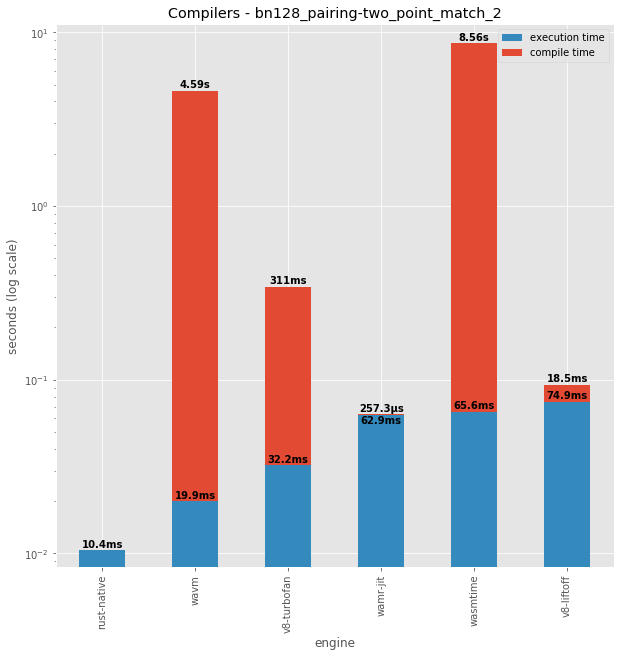 Compilers - bn128_pairing-two_point_match_2
execution time
compile time
8.56s
4.59s
311ms
18.5ms
74.9ms
257.3µs
62.9ms
65.6ms
32.2ms
19.9ms
10.4ms
10¹
10⁰
10⁻¹
10⁻²
seconds (log scale)
rust-native
wavm
v8-turbofan
wamr-jit
wasmtime
v8-liftoff
engine